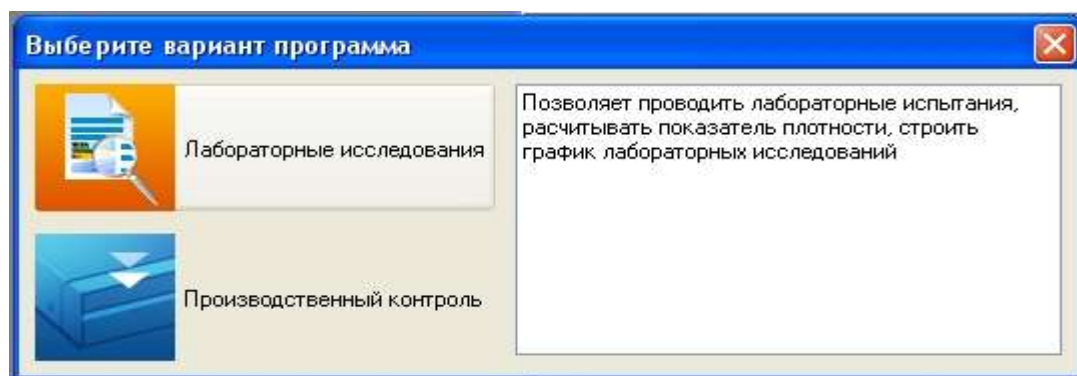 Выберите вариант программа
Лабораторные исследования
Позволяет проводить лабораторные испытания,
расчитывать показатель плотности, строить
график лабораторных исследований
Производственный контроль